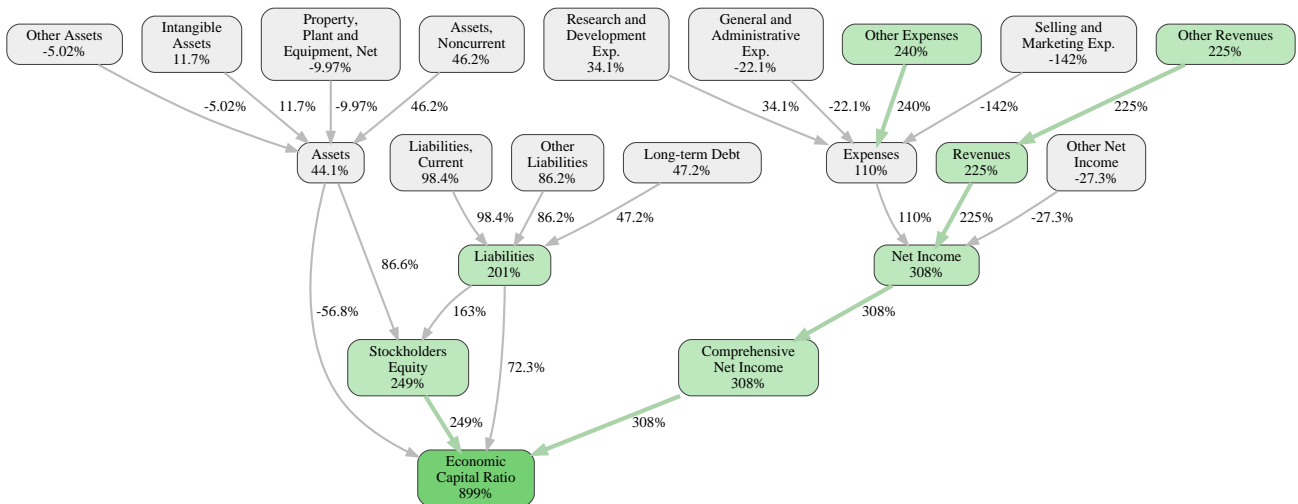 Other Assets
-5.02%
Intangible
Assets
11.7%
Property,
Plant and
Equipment, Net
-9.97%
Assets,
Noncurrent
46.2%
Research and
Development
Exp.
34.1%
General and
Administrative
Exp.
-22.1%
Other Expenses
240%
Selling and
Marketing Exp.
-142%
Other Revenues
225%
-5.02%
11.7%
-9.97%
46.2%
34.1%
-22.1%
240%
-142%
225%
Assets
44.1%
Liabilities,
Current
98.4%
Other
Liabilities
86.2%
Long-term Debt
47.2%
Expenses
110%
Revenues
225%
Other Net
Income
-27.3%
98.4%
86.2%
47.2%
110%
225%
-27.3%
86.6%
Liabilities
201%
Net Income
308%
-56.8%
163%
308%
Stockholders
Equity
249%
72.3%
Comprehensive
Net Income
308%
249%
308%
Economic
Capital Ratio
899%